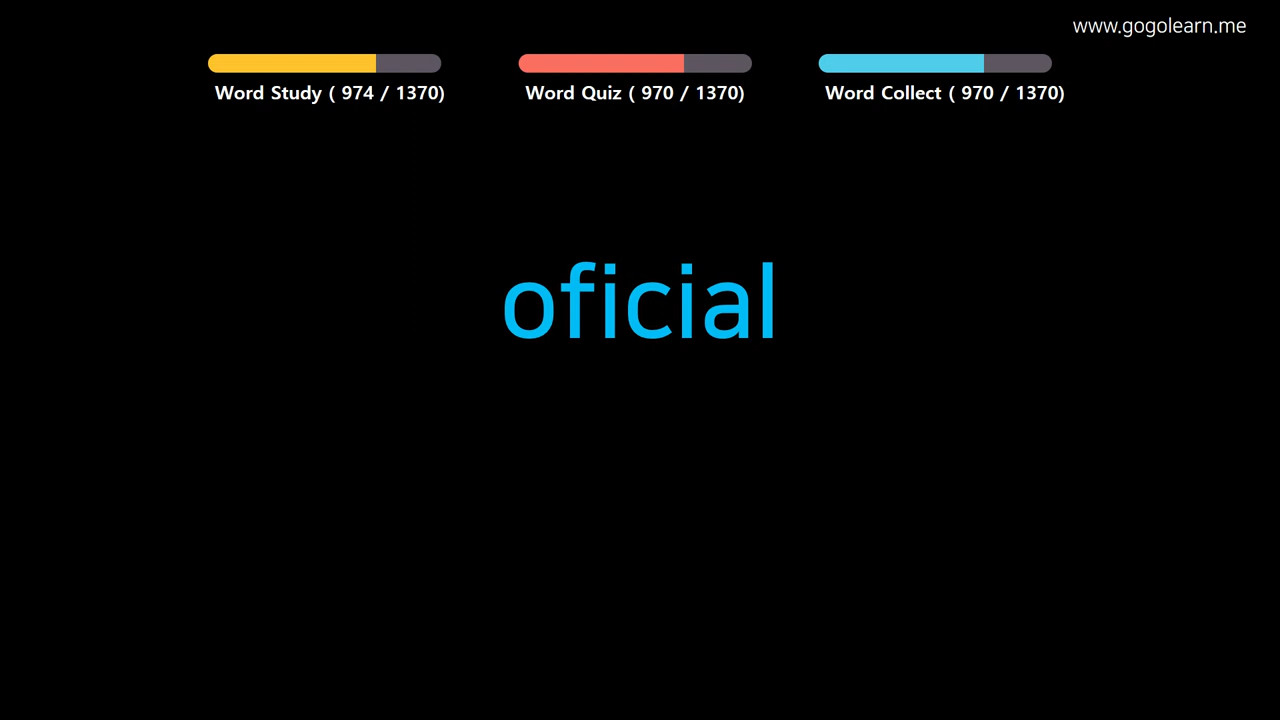 www.gogolearn.me
Word Study ( 974 / 1370)
Word Quiz ( 970 / 1370)
Word Collect ( 970 / 1370)
oficial